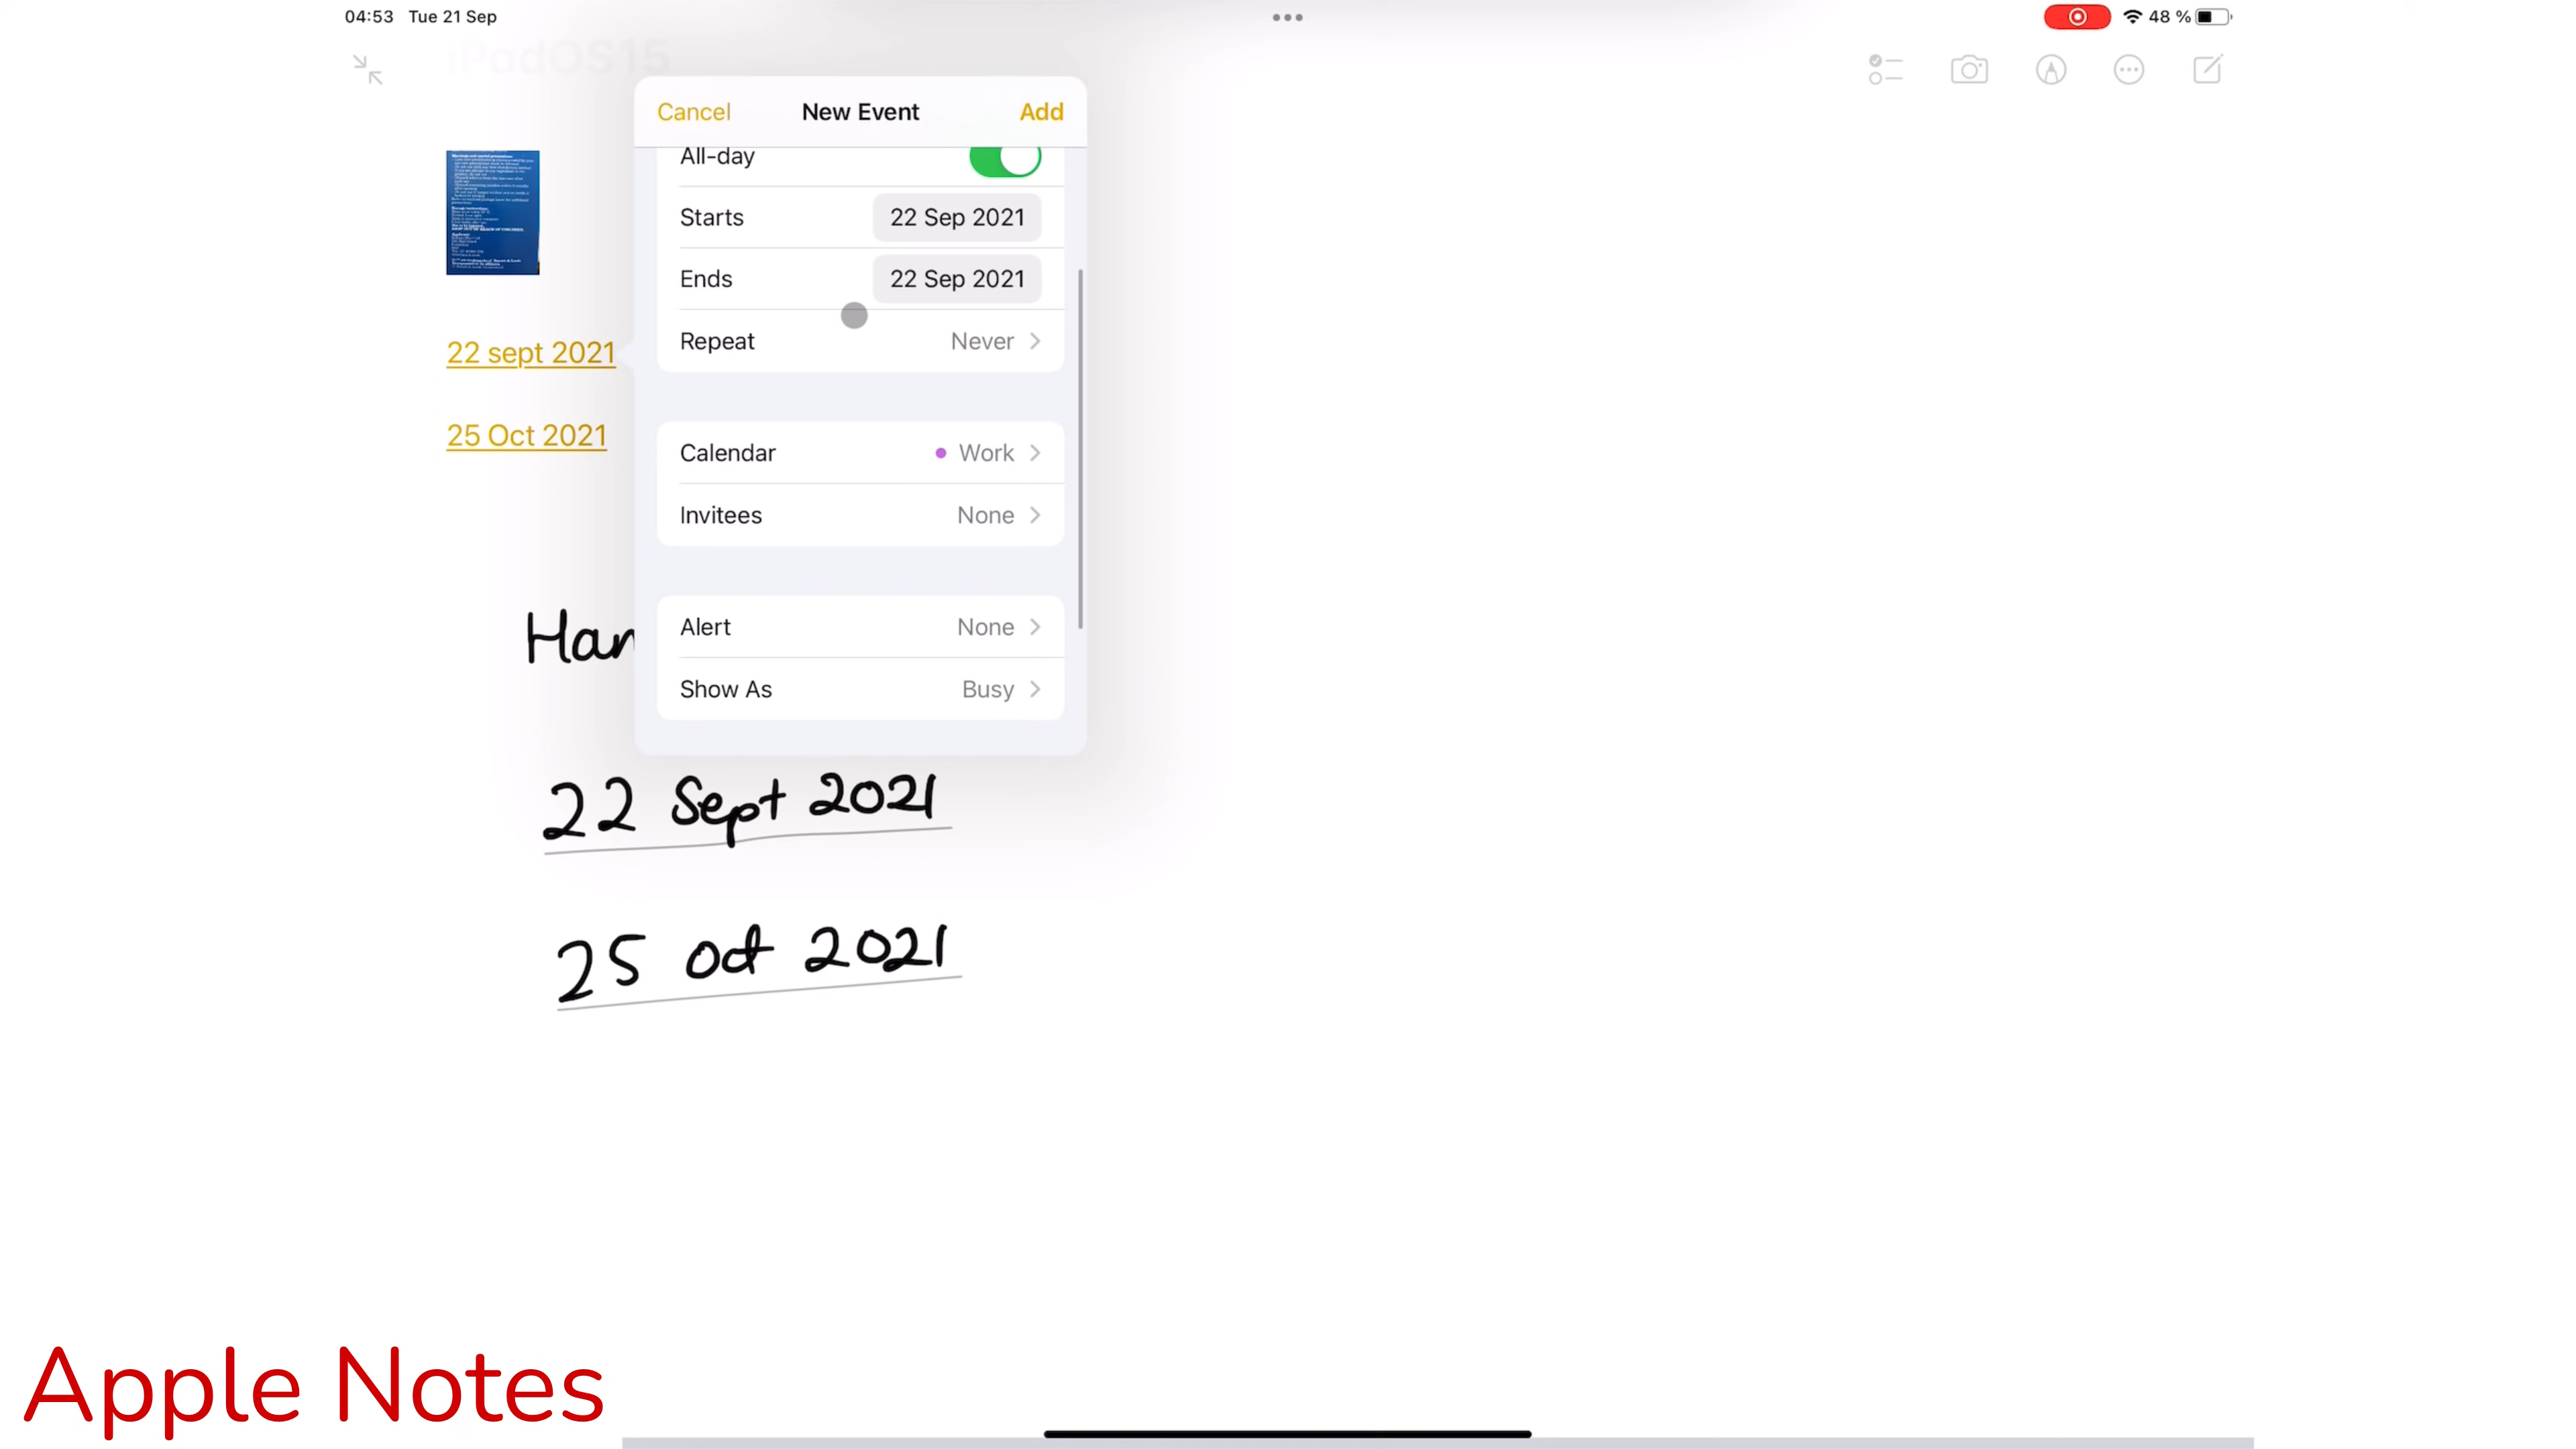 04:53 Tue 21 Sep
48 %
iPadOS15
Cancel New Event Add
All-day
Starts 22 Sep 2021
Ends 22 Sep 2021
Repeat Never
Calendar Work
Invitees None
Alert None
Show As Busy
22 sept 2021
25 Oct 2021
Han
22 Sept 2021
25 Oct 2021
Apple Notes